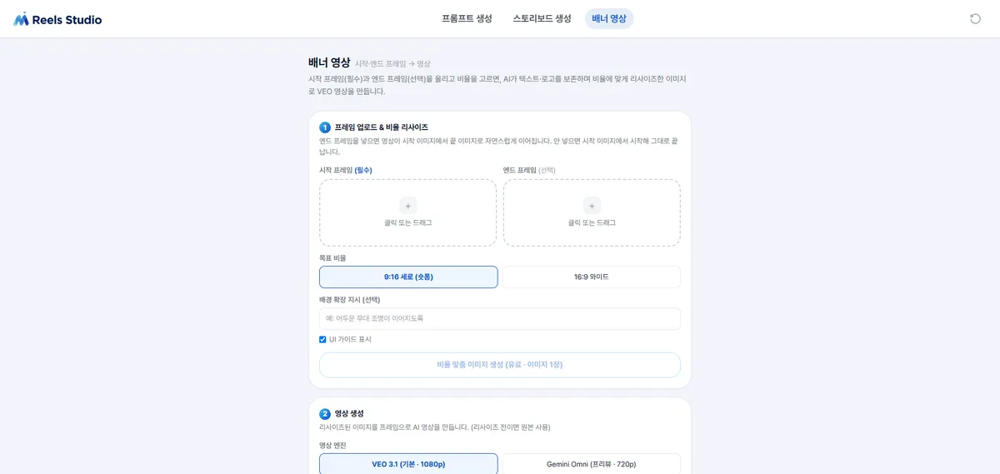 Reels Studio
프롬프트 생성
스토리보드 생성
배너 영상
배너 영상 시작·엔드 프레임 → 영상
시작 프레임(필수)과 엔드 프레임(선택)을 올리고 비율을 고르면, AI가 텍스트·로고를 보존하며 비율에 맞게 리사이즈한 이미지
로 VEO 영상을 만듭니다.
1 프레임 업로드 & 비율 리사이즈
엔드 프레임을 넣으면 영상이 시작 이미지에서 끝 이미지로 자연스럽게 이어집니다. 안 넣으면 시작 이미지에서 시작해 그대로 끝
납니다.
시작 프레임 (필수)
엔드 프레임 (선택)
+
클릭 또는 드래그
+
클릭 또는 드래그
목표 비율
9:16 세로 (숏폼)
16:9 와이드
배경 확장 지시 (선택)
예: 어두운 무대 조명이 이어지도록
UI 가이드 표시
비율 맞춤 이미지 생성 (유료 · 이미지 1장)
2 영상 생성
리사이즈된 이미지를 프레임으로 AI 영상을 만듭니다. (리사이즈 전이면 원본 사용)
영상 엔진
VEO 3.1 (기본 · 1080p)
Gemini Omni (프리뷰 · 720p)